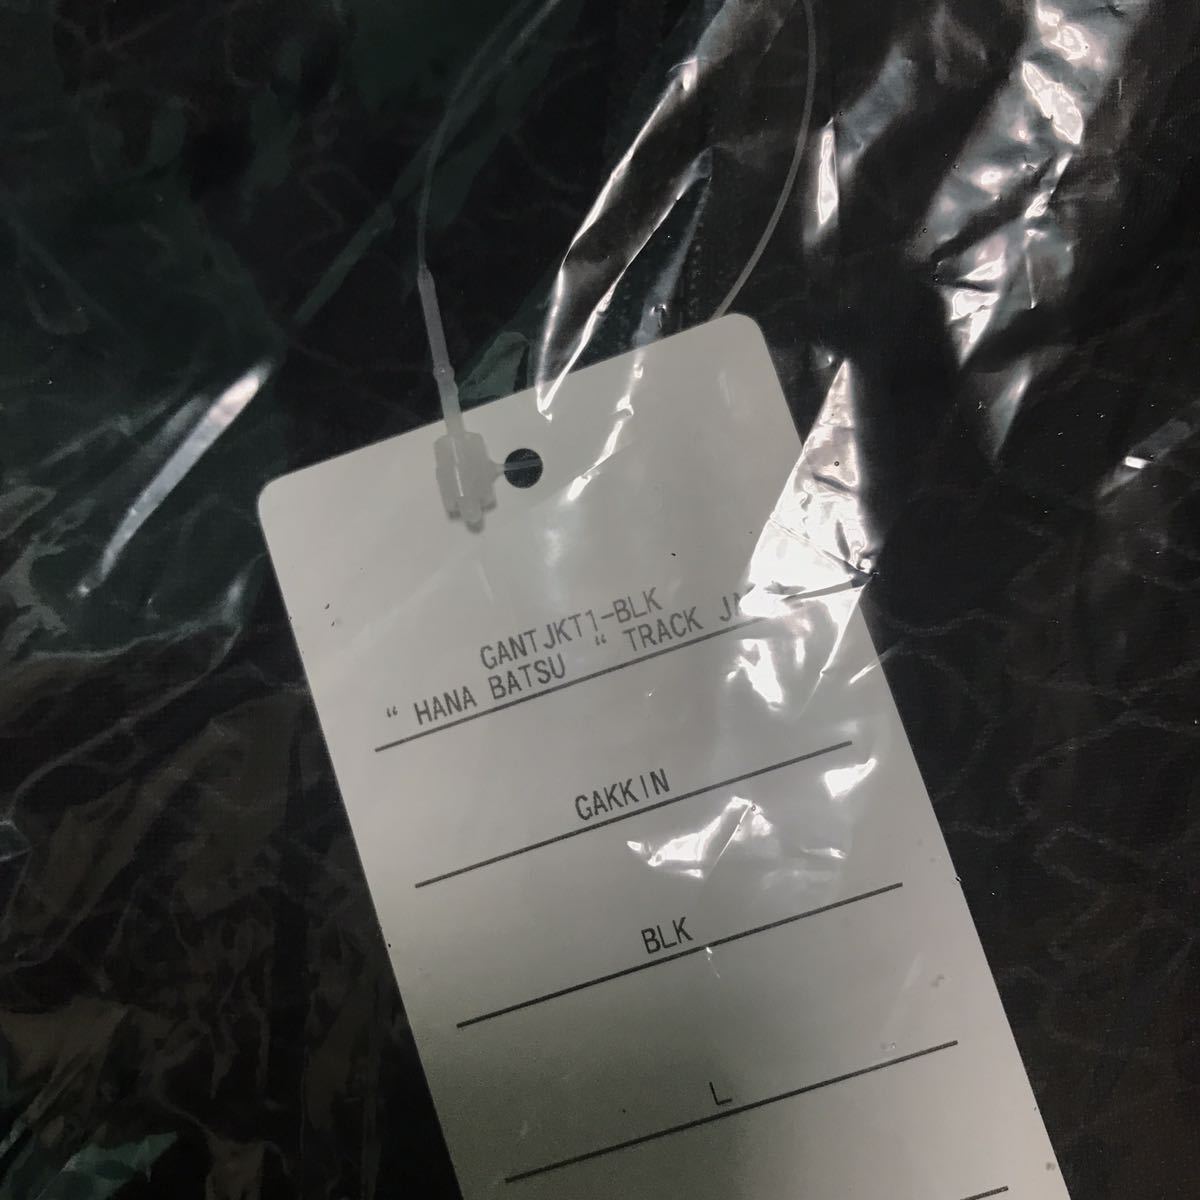 GANTJKT1-BLK
“ HANA BATSU “ TRACK
GAKKIN
BLK
L